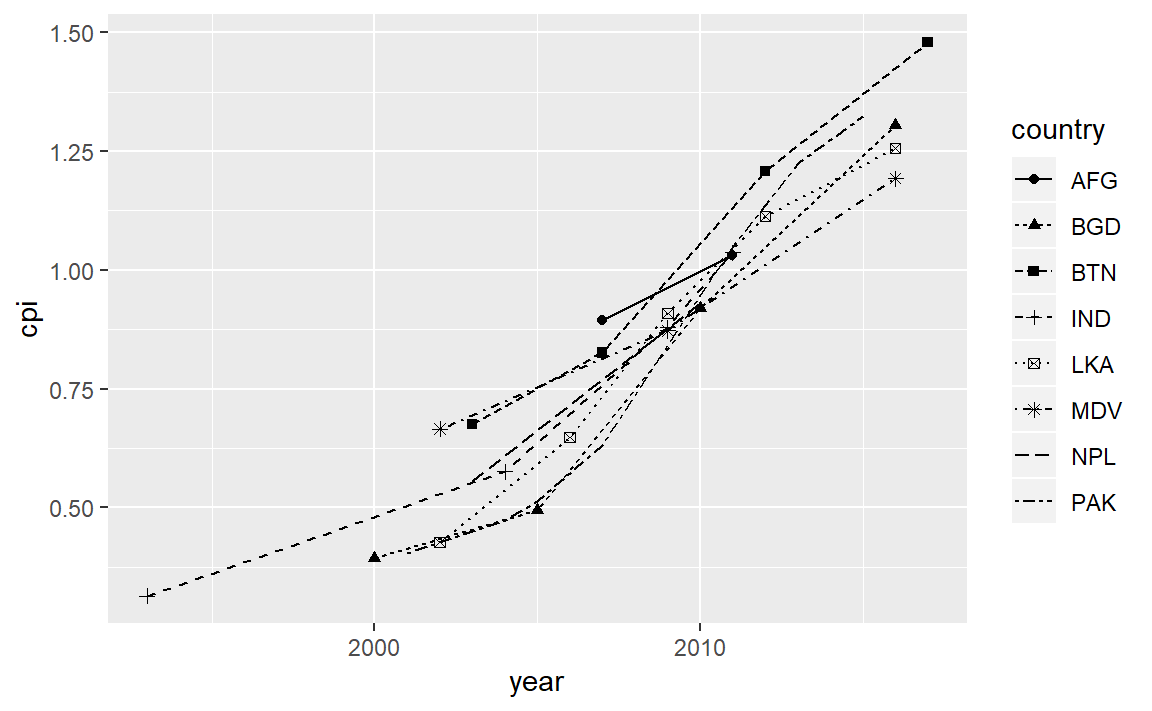 1.50
1.25
1.00
0.75
0.50
cpi
2000 2010
year
country
AFG
BGD
BTN
IND
LKA
MDV
NPL
PAK